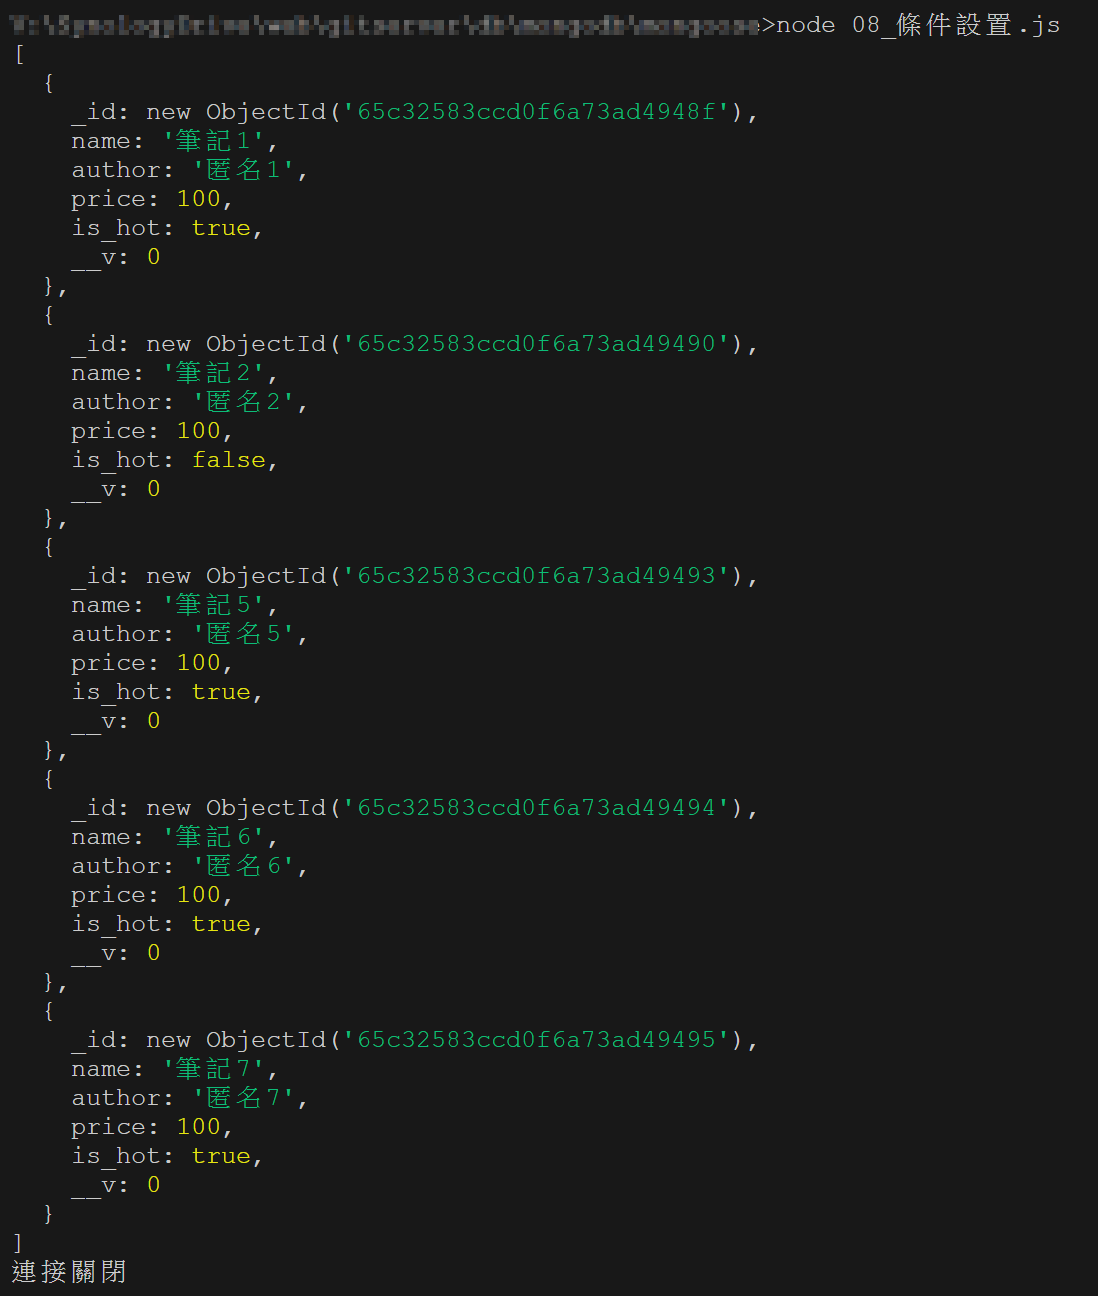 >node 08_條件設置.js
[
  {
    _id: new ObjectId('65c32583ccd0f6a73ad4948f'),
    name: '筆記1',
    author: '匿名1',
    price: 100,
    is_hot: true,
    __v: 0
  },
  {
    _id: new ObjectId('65c32583ccd0f6a73ad49490'),
    name: '筆記2',
    author: '匿名2',
    price: 100,
    is_hot: false,
    __v: 0
  },
  {
    _id: new ObjectId('65c32583ccd0f6a73ad49493'),
    name: '筆記5',
    author: '匿名5',
    price: 100,
    is_hot: true,
    __v: 0
  },
  {
    _id: new ObjectId('65c32583ccd0f6a73ad49494'),
    name: '筆記6',
    author: '匿名6',
    price: 100,
    is_hot: true,
    __v: 0
  },
  {
    _id: new ObjectId('65c32583ccd0f6a73ad49495'),
    name: '筆記7',
    author: '匿名7',
    price: 100,
    is_hot: true,
    __v: 0
  }
]
連接關閉